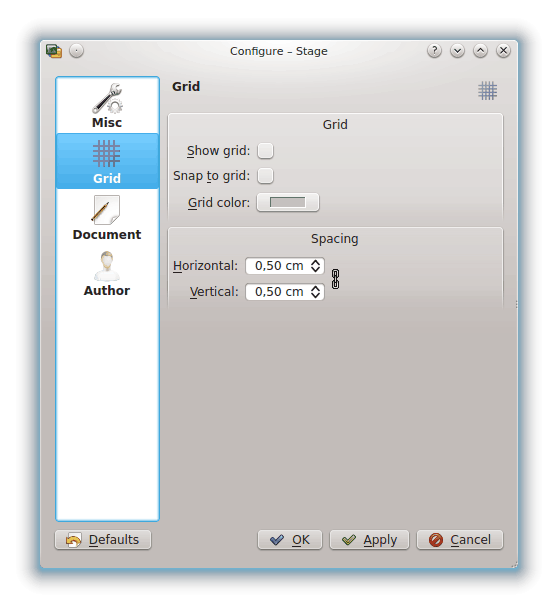 Configure – Stage
Misc
Grid
Document
Author
Grid
Grid
Show grid:
Snap to grid:
Grid color:
Spacing
Horizontal: 0,50 cm
Vertical: 0,50 cm
Defaults OK Apply Cancel